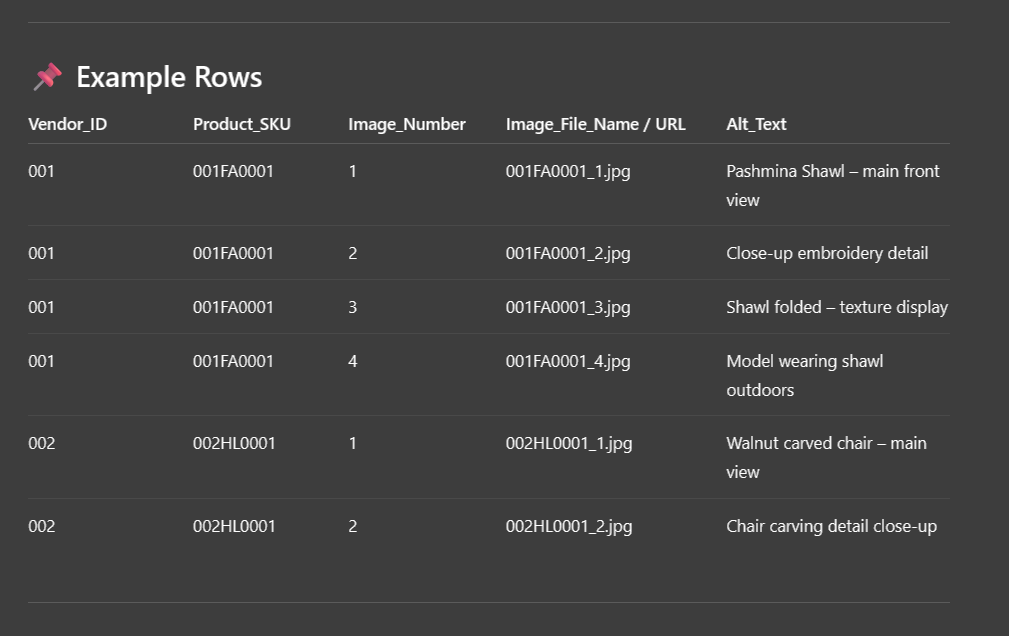 📌 Example Rows
Vendor_ID Product_SKU Image_Number Image_File_Name / URL Alt_Text
001 001FA0001 1 001FA0001_1.jpg Pashmina Shawl – main front
view
001 001FA0001 2 001FA0001_2.jpg Close-up embroidery detail
001 001FA0001 3 001FA0001_3.jpg Shawl folded – texture display
001 001FA0001 4 001FA0001_4.jpg Model wearing shawl
outdoors
002 002HL0001 1 002HL0001_1.jpg Walnut carved chair – main
view
002 002HL0001 2 002HL0001_2.jpg Chair carving detail close-up